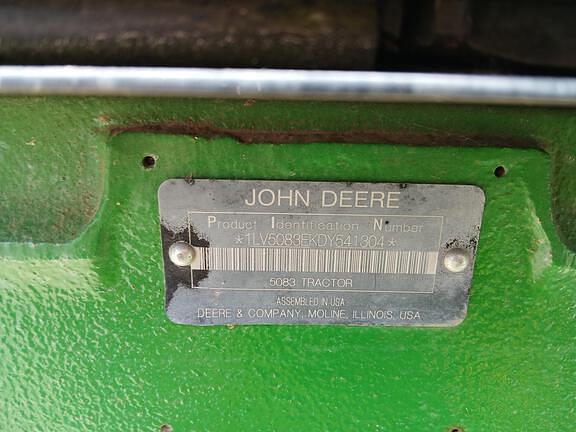 JOHN DEERE
Product Identification Number
*1LV5083EKDY541304*
5083 TRACTOR
ASSEMBLED IN USA
DEERE & COMPANY, MOLINE, ILLINOIS, USA